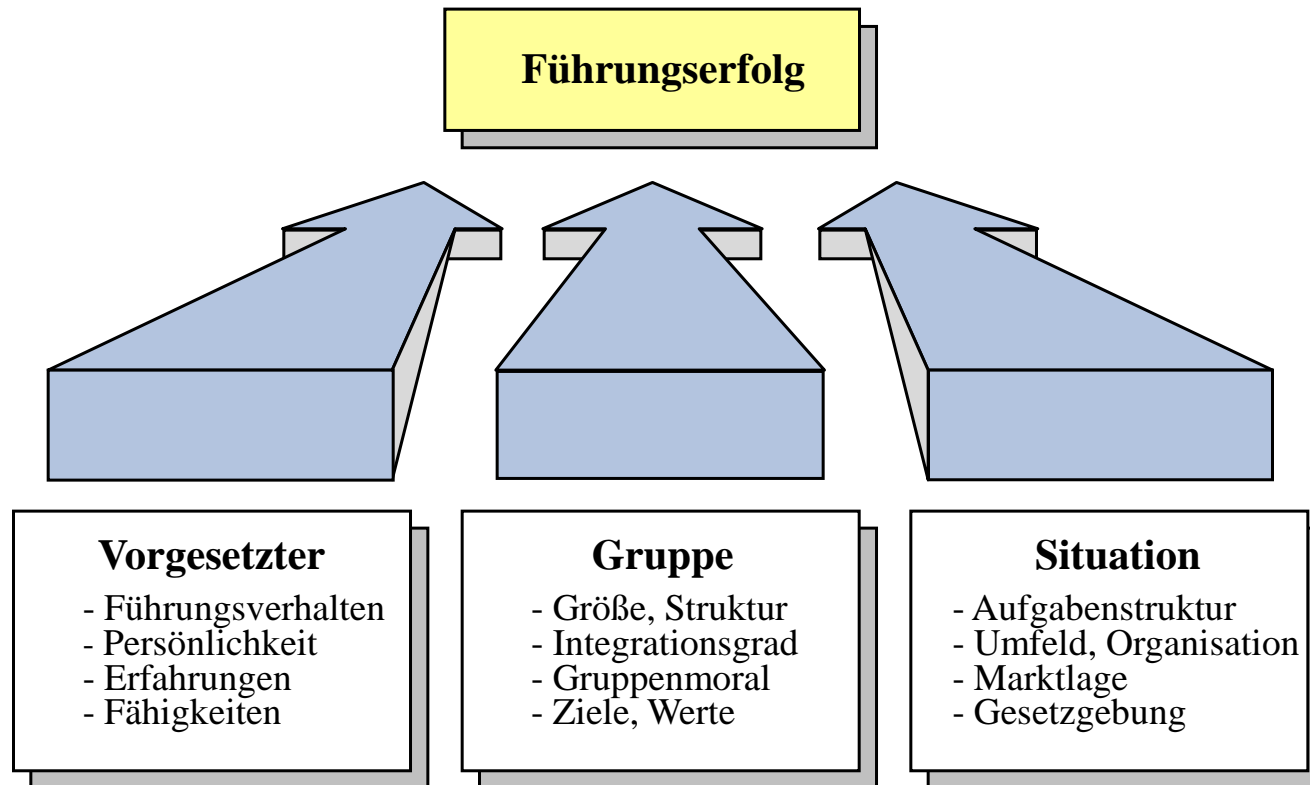 Führungserfolg
Vorgesetzter
- Führungsverhalten
- Persönlichkeit
- Erfahrungen
- Fähigkeiten
Gruppe
- Größe, Struktur
- Integrationsgrad
- Gruppenmoral
- Ziele, Werte
Situation
- Aufgabenstruktur
- Umfeld, Organisation
- Marktlage
- Gesetzgebung